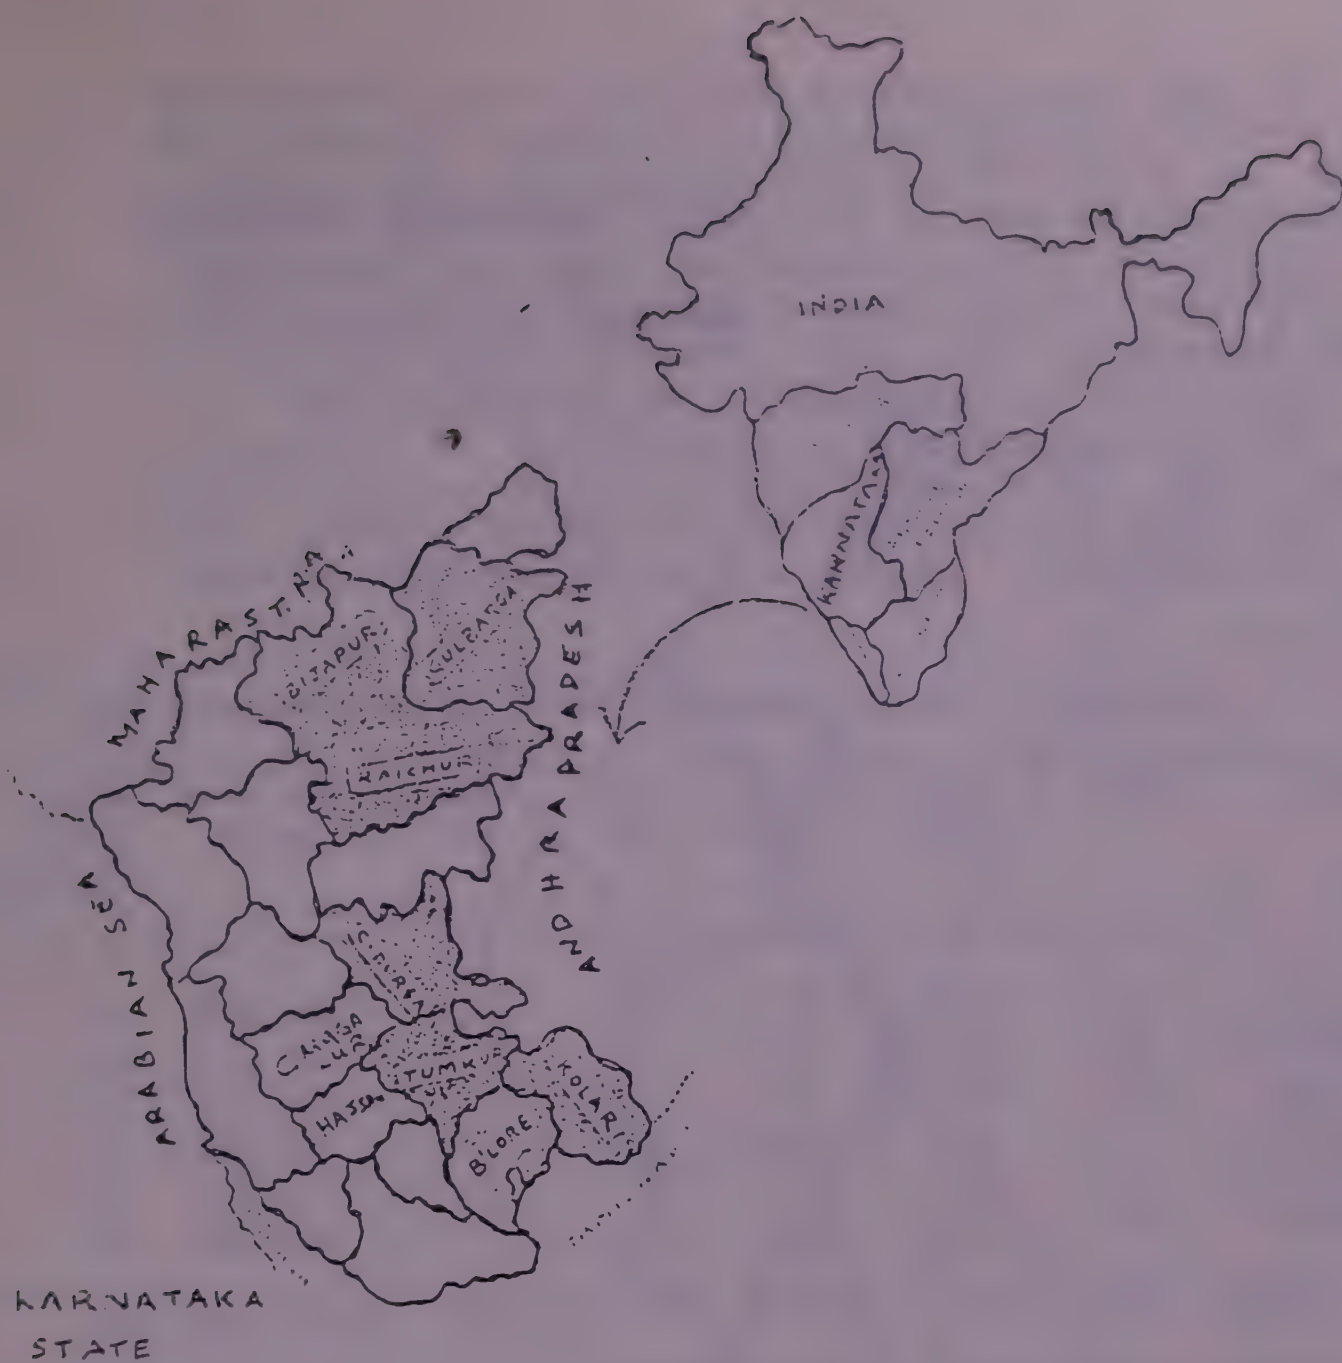 INDIA
KARNATAKA
MAHARASTRA
GULBARGA
BIJAPUR
ANDHRA PRADESH
RAICHUR
ARABIAN SEA
TUMKUR
KOLAR
HASSAN
B'LORE
KARNATAKA
STATE